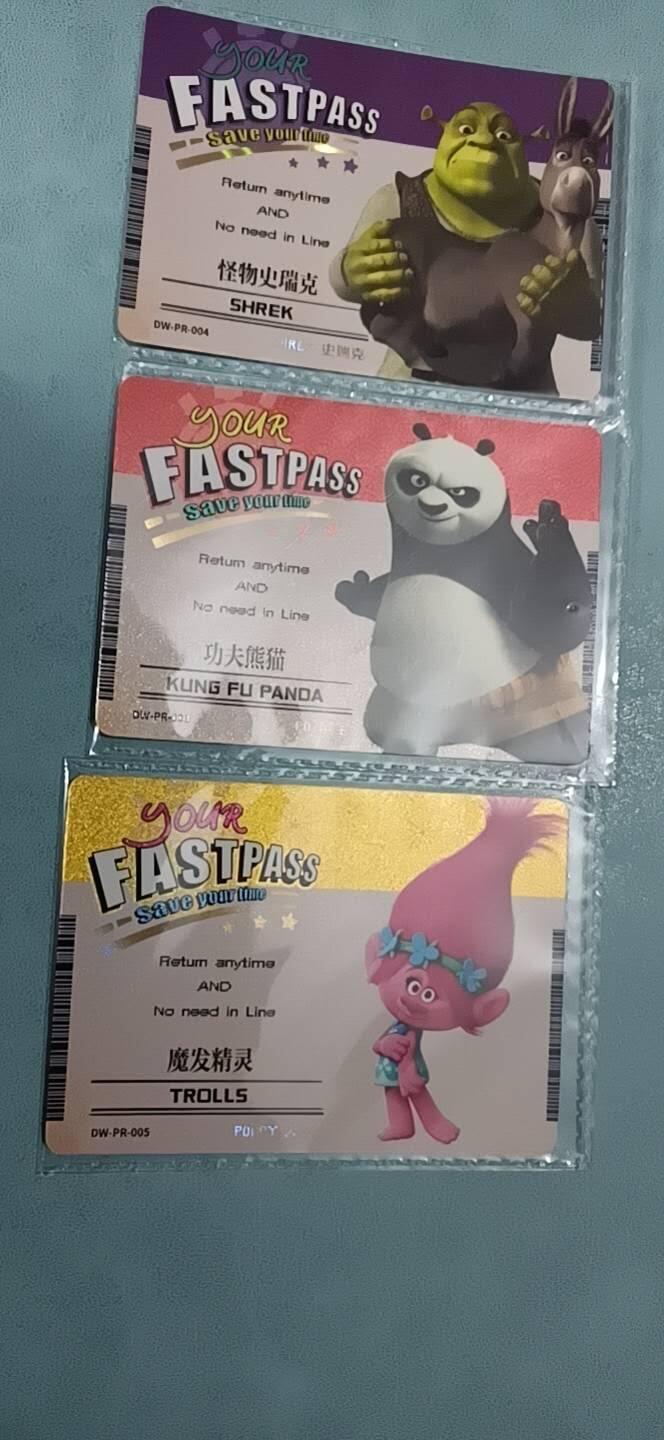 YOUR
FASTPASS
save your time
Return anytime
AND
No need in Line
怪物史瑞克
SHREK
DW-PR-004
史瑞克
YOUR
FASTPASS
save your time
Return anytime
AND
No need in Line
功夫熊猫
KUNG FU PANDA
YOUR
FASTPASS
save your time
Return anytime
AND
No need in Line
魔发精灵
TROLLS
DW-PR-005